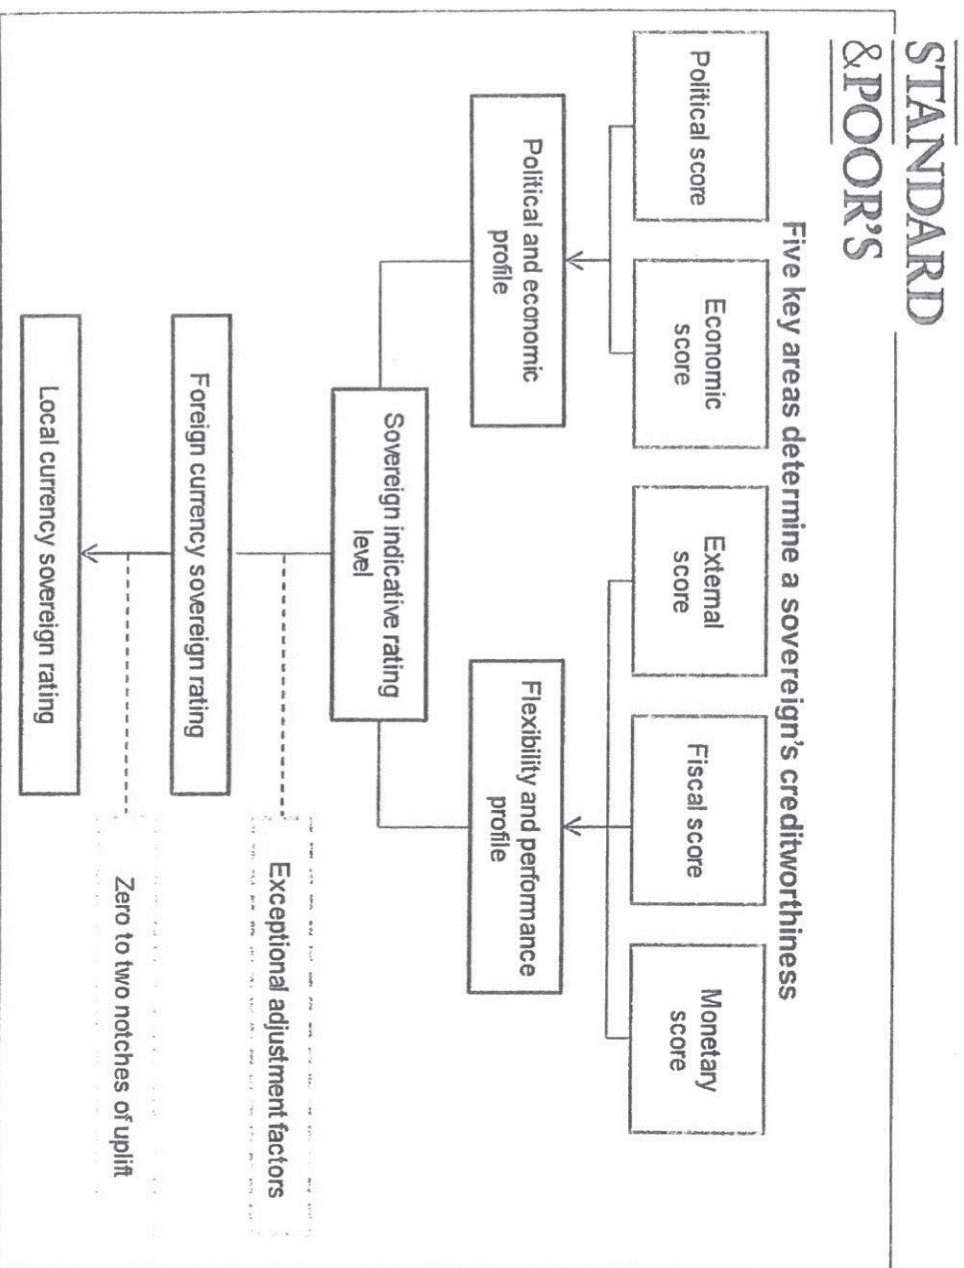 STANDARD
&POOR'S
Five key areas determine a sovereign's creditworthiness
Political score
Economic
score
External
score
Fiscal score
Monetary
score
Political and economic
profile
Flexibility and performance
profile
Sovereign indicative rating
level
Exceptional adjustment factors
Foreign currency sovereign rating
Zero to two notches of uplift
Local currency sovereign rating